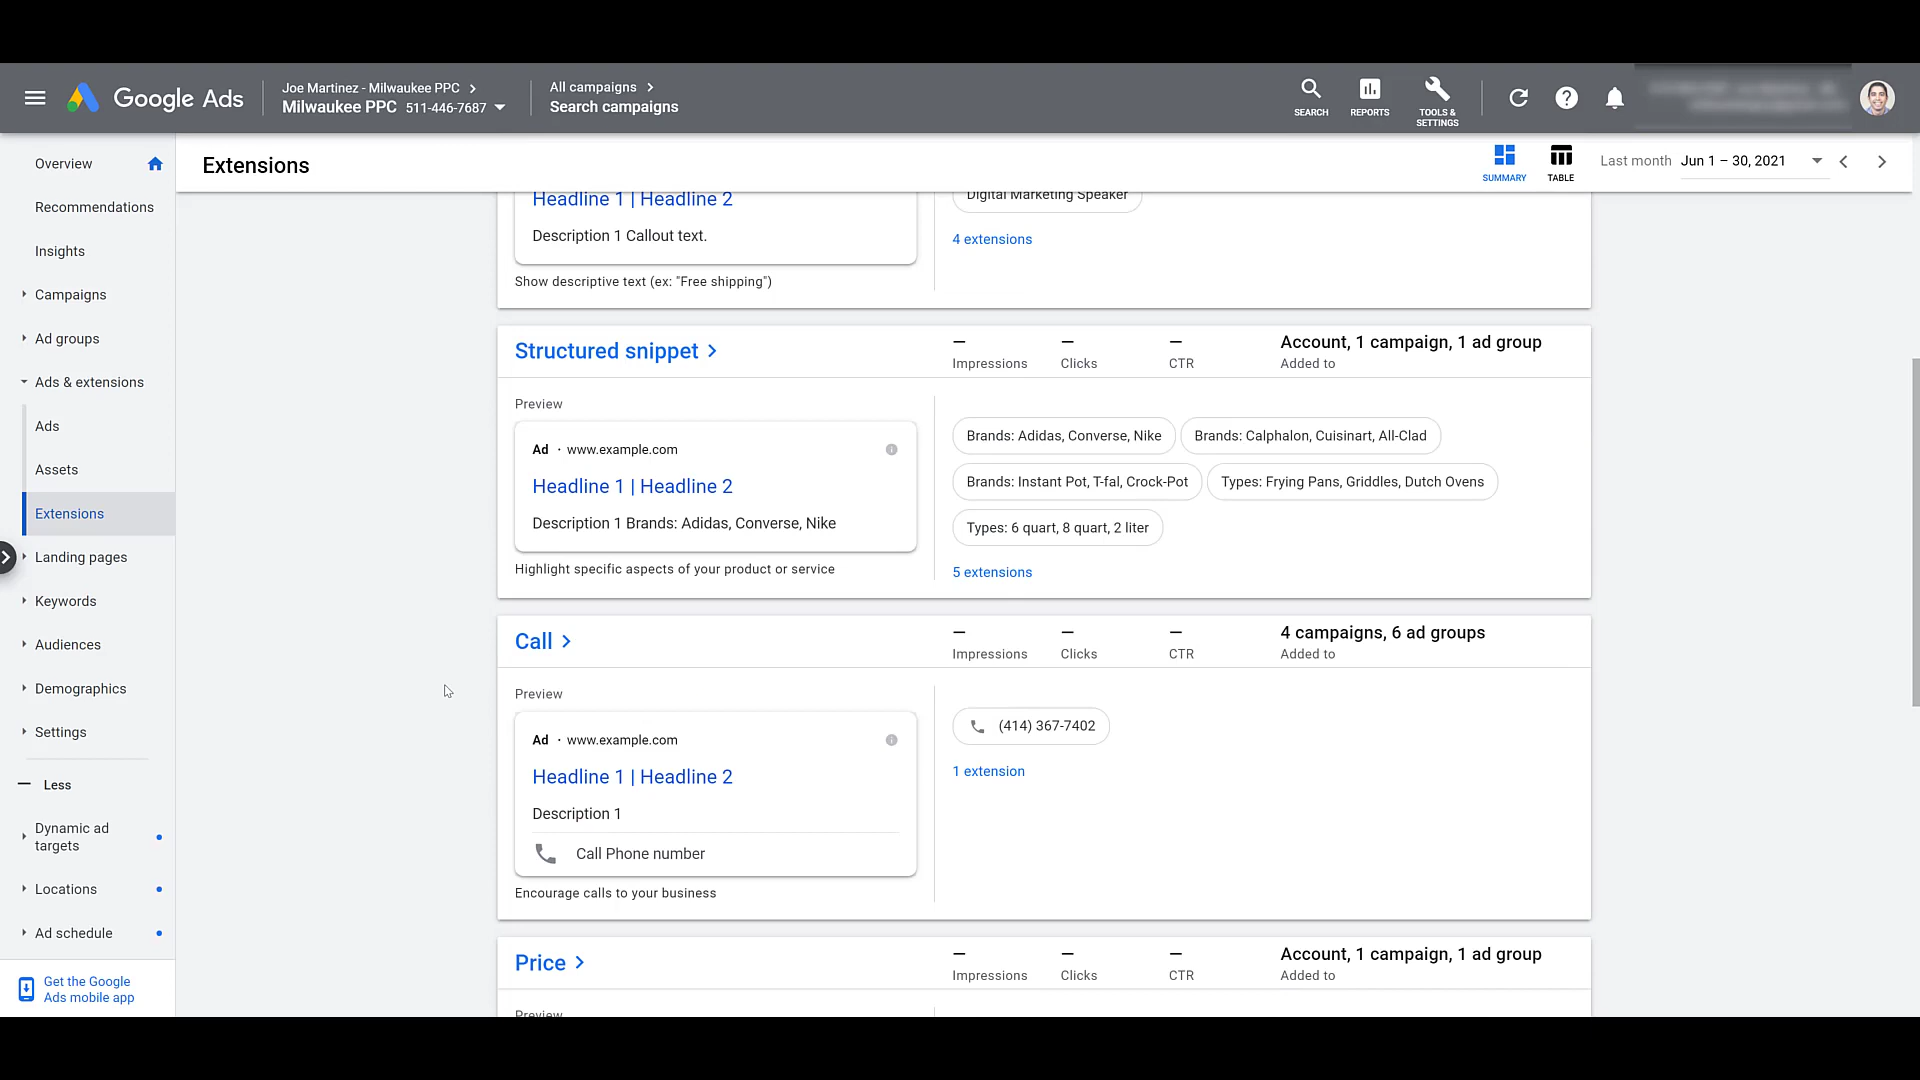 Google Ads
Joe Martinez - Milwaukee PPC
Milwaukee PPC 511-446-7687
All campaigns
Search campaigns
SEARCH
REPORTS
TOOLS &
SETTINGS
Overview
Recommendations
Insights
Campaigns
Ad groups
Ads & extensions
Ads
Assets
Extensions
Landing pages
Keywords
Audiences
Demographics
Settings
Less
Dynamic ad
targets
Locations
Ad schedule
Get the Google
Ads mobile app
Extensions
SUMMARY
TABLE
Last month Jun 1 – 30, 2021
Headline 1 | Headline 2
Description 1 Callout text.
Show descriptive text (ex: "Free shipping")
Digital Marketing Speaker
4 extensions
Structured snippet
– Impressions
– Clicks
– CTR
Account, 1 campaign, 1 ad group
Added to
Preview
Ad · www.example.com
Headline 1 | Headline 2
Description 1 Brands: Adidas, Converse, Nike
Highlight specific aspects of your product or service
Brands: Adidas, Converse, Nike
Brands: Calphalon, Cuisinart, All-Clad
Brands: Instant Pot, T-fal, Crock-Pot
Types: Frying Pans, Griddles, Dutch Ovens
Types: 6 quart, 8 quart, 2 liter
5 extensions
Call
– Impressions
– Clicks
– CTR
4 campaigns, 6 ad groups
Added to
Preview
Ad · www.example.com
Headline 1 | Headline 2
Description 1
Call Phone number
Encourage calls to your business
(414) 367-7402
1 extension
Price
– Impressions
– Clicks
– CTR
Account, 1 campaign, 1 ad group
Added to
Preview